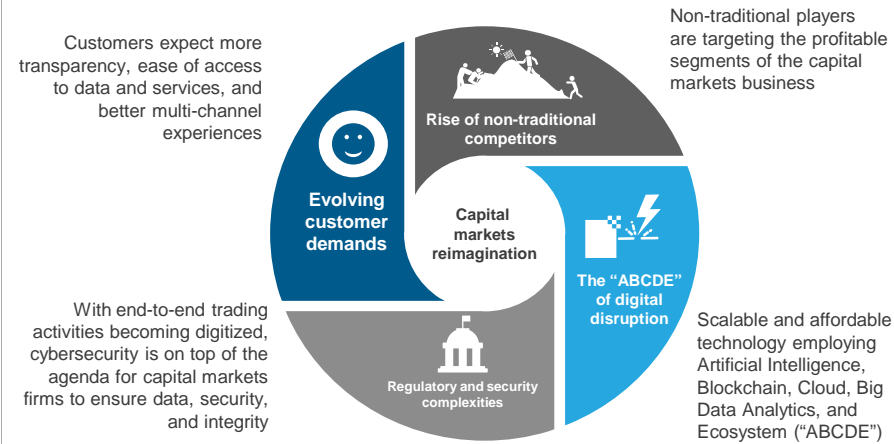 Customers expect more
transparency, ease of access
to data and services, and
better multi-channel
experiences
Non-traditional players
are targeting the profitable
segments of the capital
markets business
Rise of non-traditional
competitors
Evolving
customer
demands
Capital
markets
reimagination
The “ABCDE”
of digital
disruption
Regulatory and security
complexities
With end-to-end trading
activities becoming digitized,
cybersecurity is on top of the
agenda for capital markets
firms to ensure data, security,
and integrity
Scalable and affordable
technology employing
Artificial Intelligence,
Blockchain, Cloud, Big
Data Analytics, and
Ecosystem (“ABCDE”)